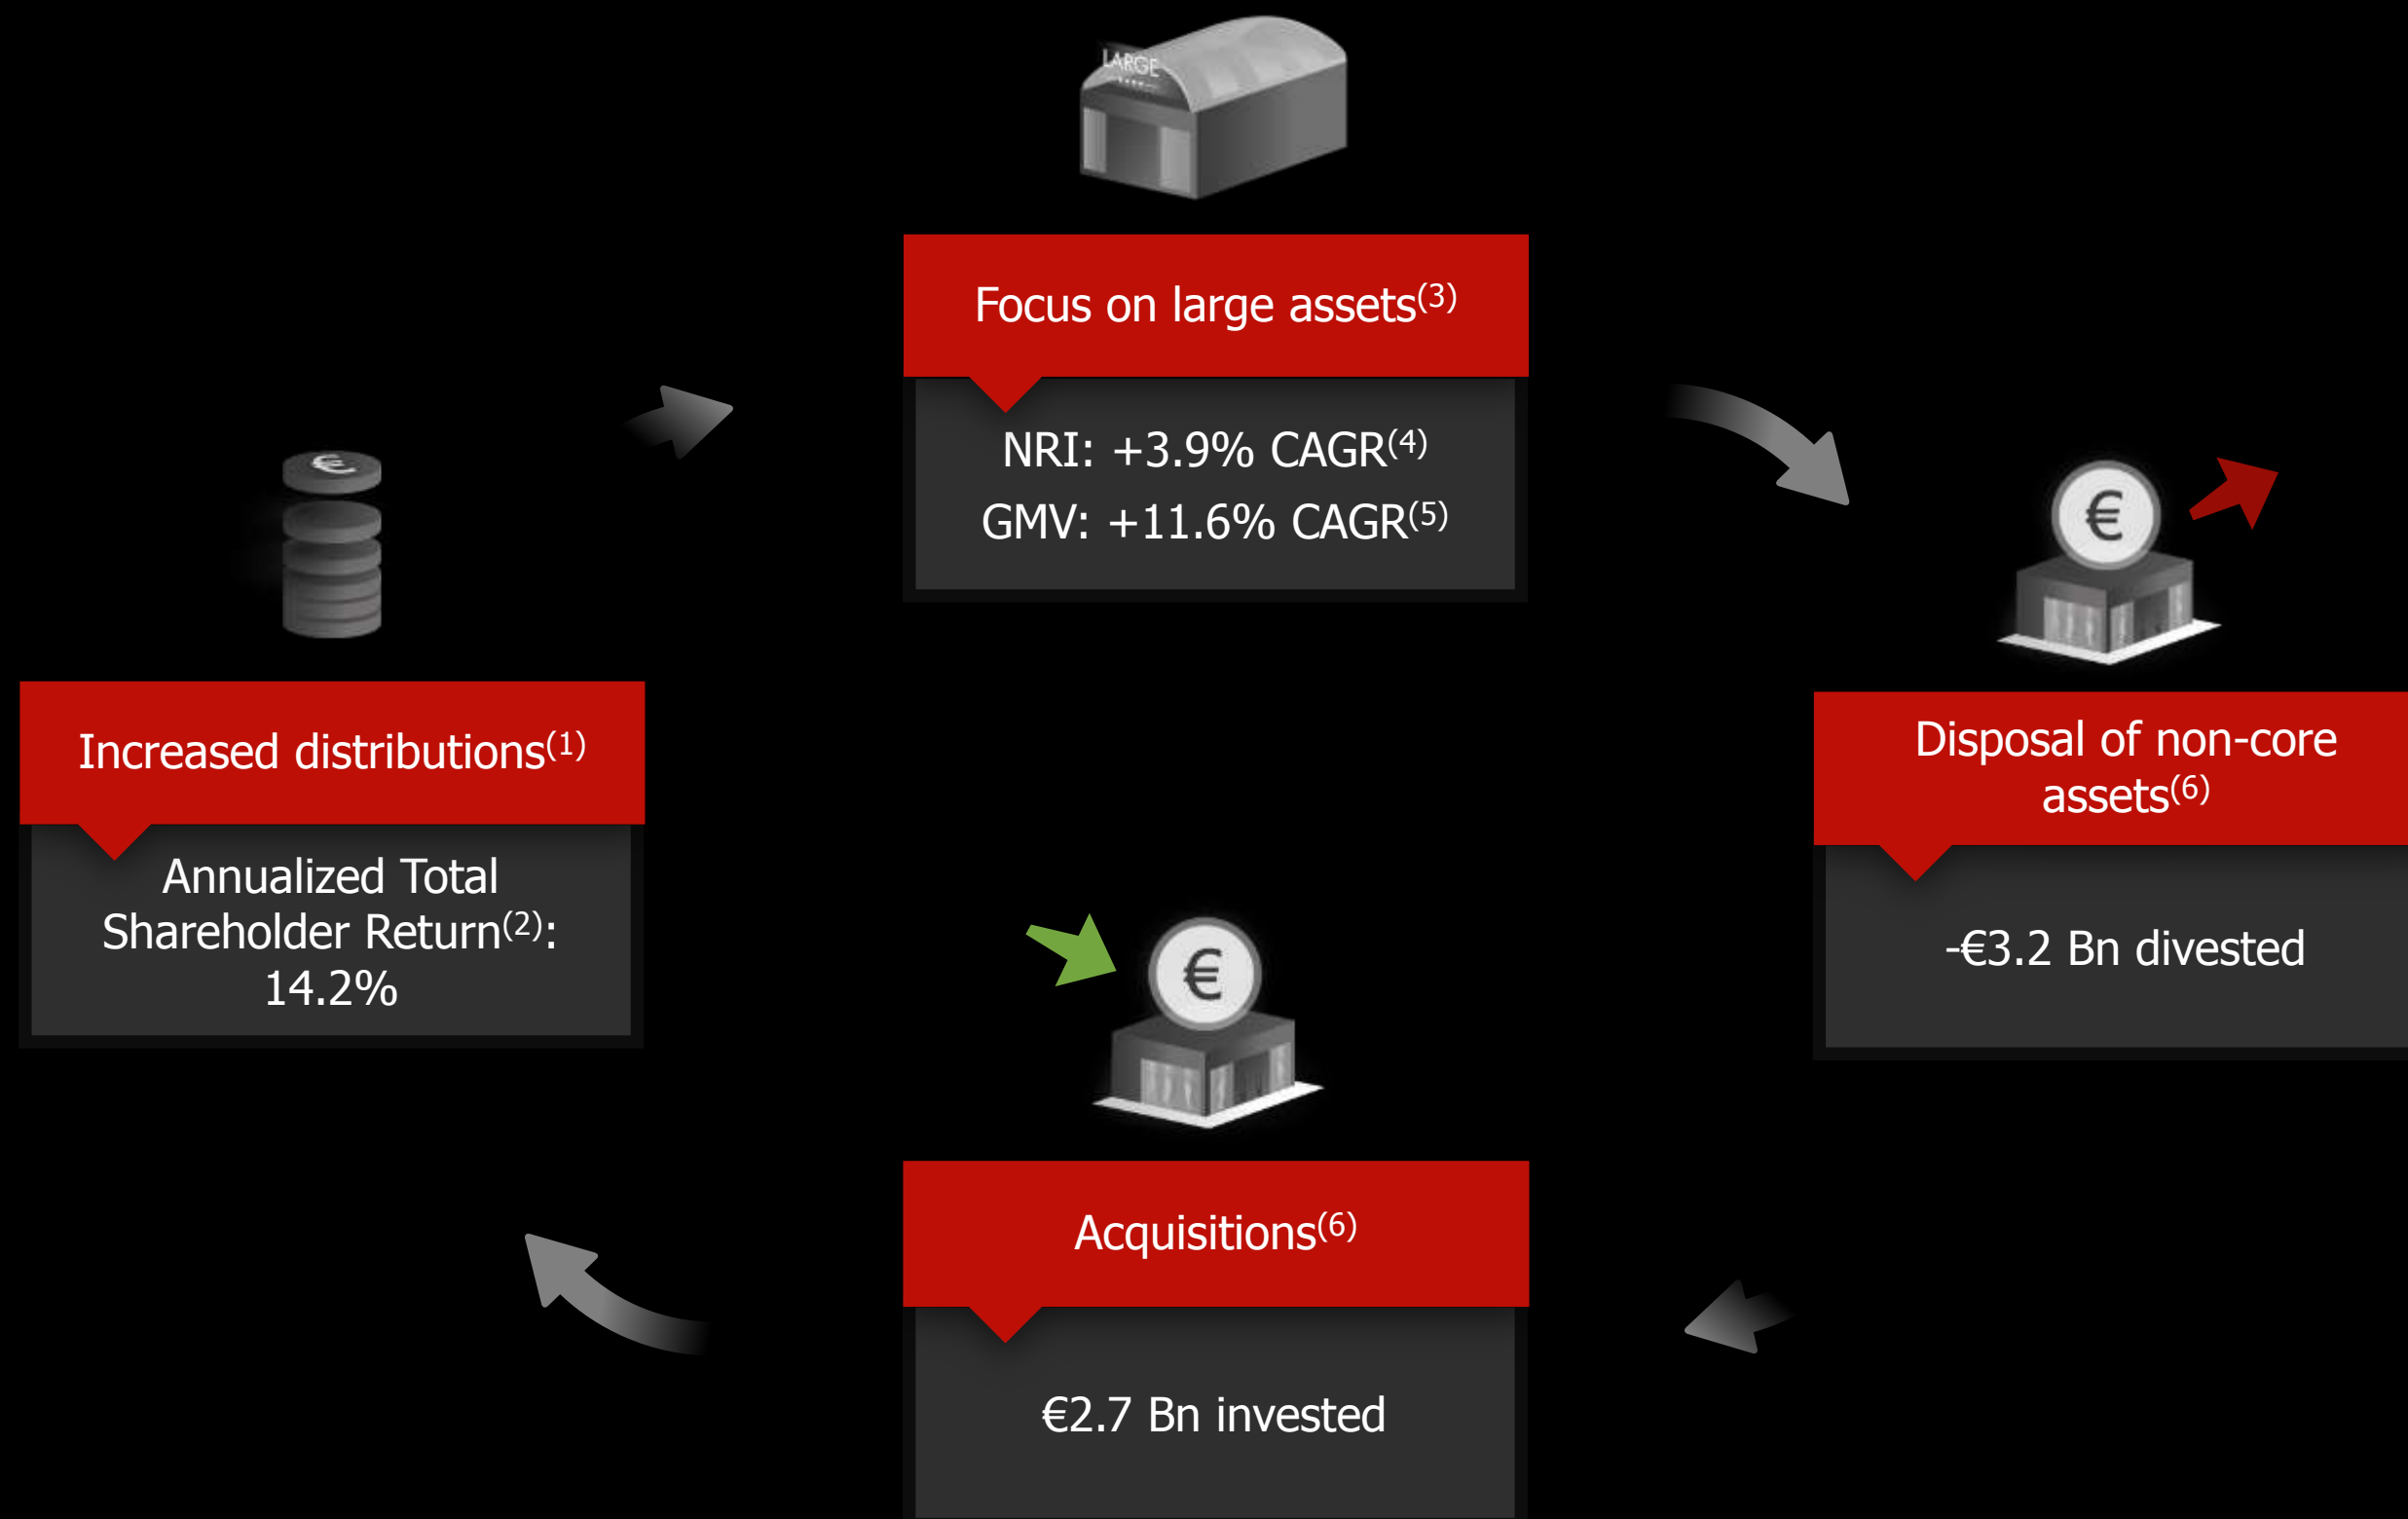 LARGE
Focus on large assets(3)
NRI: +3.9% CAGR(4)
GMV: +11.6% CAGR(5)
€
Increased distributions(1)
Annualized Total
Shareholder Return(2):
14.2%
€
Disposal of non-core
assets(6)
-€3.2 Bn divested
€
Acquisitions(6)
€2.7 Bn invested